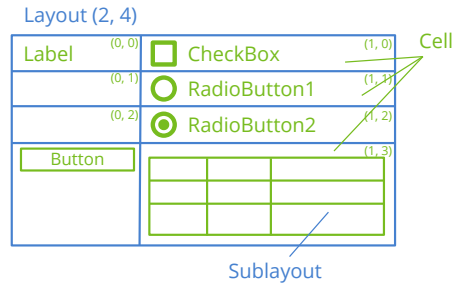 Layout (2, 4)
Cell
Label (0, 0) CheckBox (1, 0)
(0, 1) RadioButton1 (1, 1)
(0, 2) RadioButton2 (1, 2)
Button (1, 3)
Sublayout